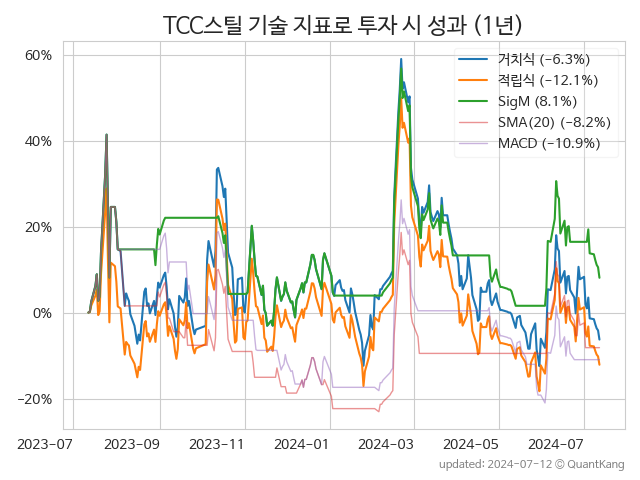 TCC스틸 기술 지표로 투자 시 성과 (1년)
60%
40%
20%
0%
−20%
거치식 (−6.3%)
적립식 (−12.1%)
SigM (8.1%)
SMA(20) (−8.2%)
MACD (−10.9%)
2023-07
2023-09
2023-11
2024-01
2024-03
2024-05
2024-07
updated: 2024-07-12 © QuantKang